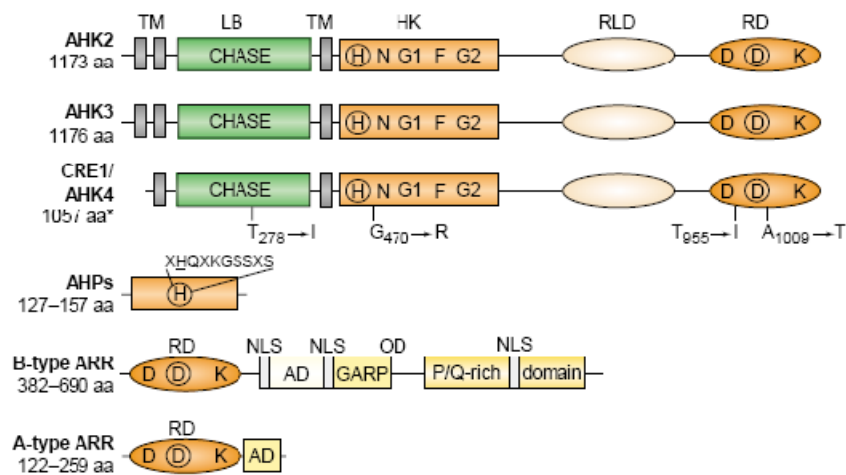 TM LB TM HK RLD RD
AHK2
1173 aa
CHASE H N G1 F G2 D D K
AHK3
1176 aa
CHASE H N G1 F G2 D D K
CRE1/
AHK4
1057 aa*
CHASE H N G1 F G2 D D K
T278→I G470→R T955→I A1009→T
XHQXKGSSXS
AHPs
127–157 aa
H
RD NLS NLS OD NLS
B-type ARR
382–690 aa
D D K AD GARP P/Q-rich domain
RD
A-type ARR
122–259 aa
D D K AD